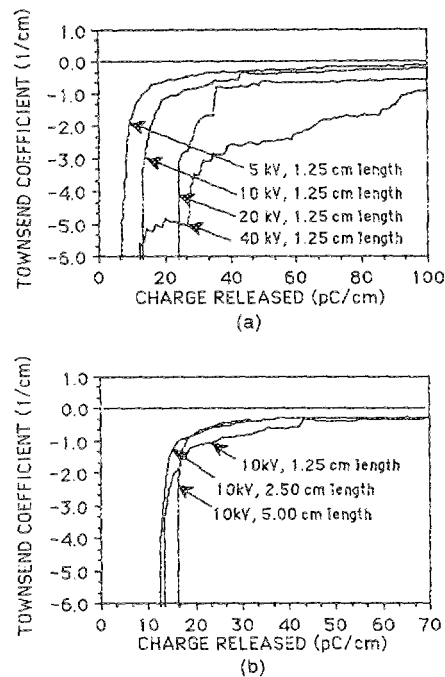 1.0
0.0
-1.0
-2.0
-3.0
-4.0
-5.0
-6.0
TOWNSEND COEFFICIENT (1/cm)
5 kV, 1.25 cm length
10 kV, 1.25 cm length
20 kV, 1.25 cm length
40 kV, 1.25 cm length
0 20 40 60 80 100
CHARGE RELEASED (pC/cm)
(a)
1.0
0.0
-1.0
-2.0
-3.0
-4.0
-5.0
-6.0
TOWNSEND COEFFICIENT (1/cm)
10kV, 1.25 cm length
10kV, 2.50 cm length
10kV, 5.00 cm length
0 10 20 30 40 50 60 70
CHARGE RELEASED (pC/cm)
(b)